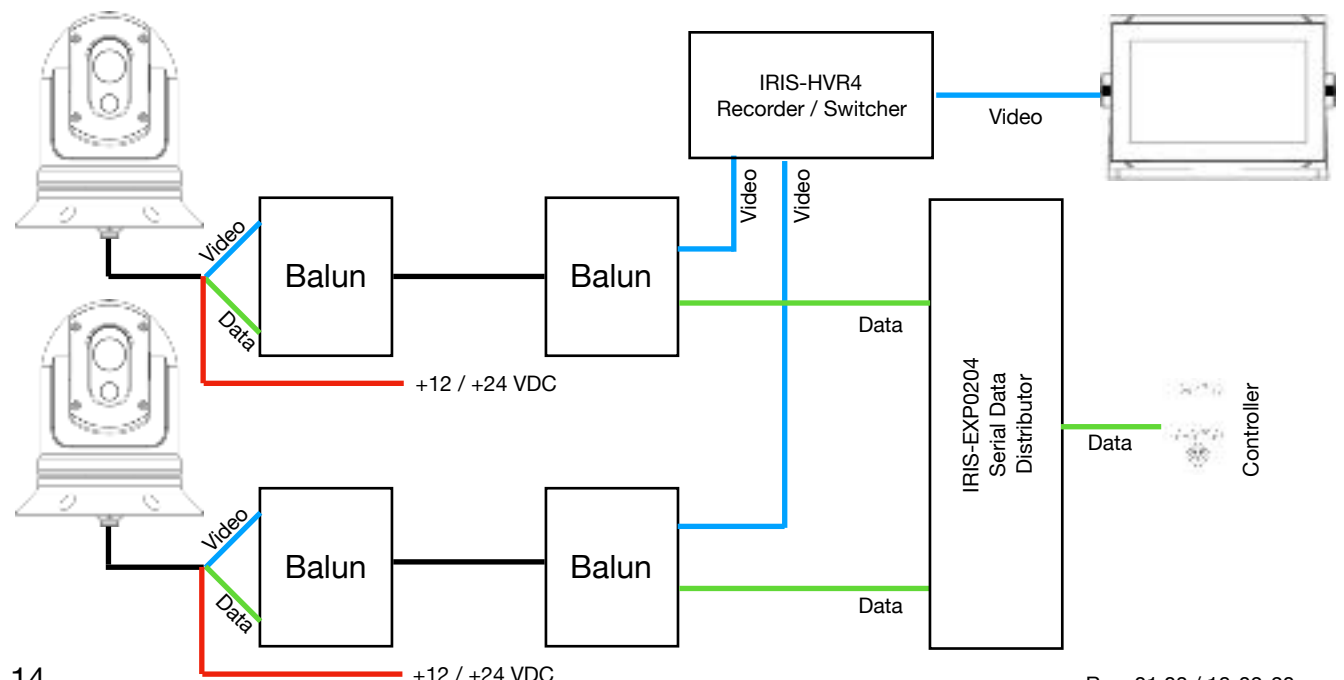 IRIS-HVR4
Recorder / Switcher
Video
Video
Video
Video
Data
Balun
Balun
Data
+12 / +24 VDC
IRIS-EXP0204
Serial Data
Distributor
Data
Controller
Video
Data
Balun
Balun
Data
14
+12 / +24 VDC